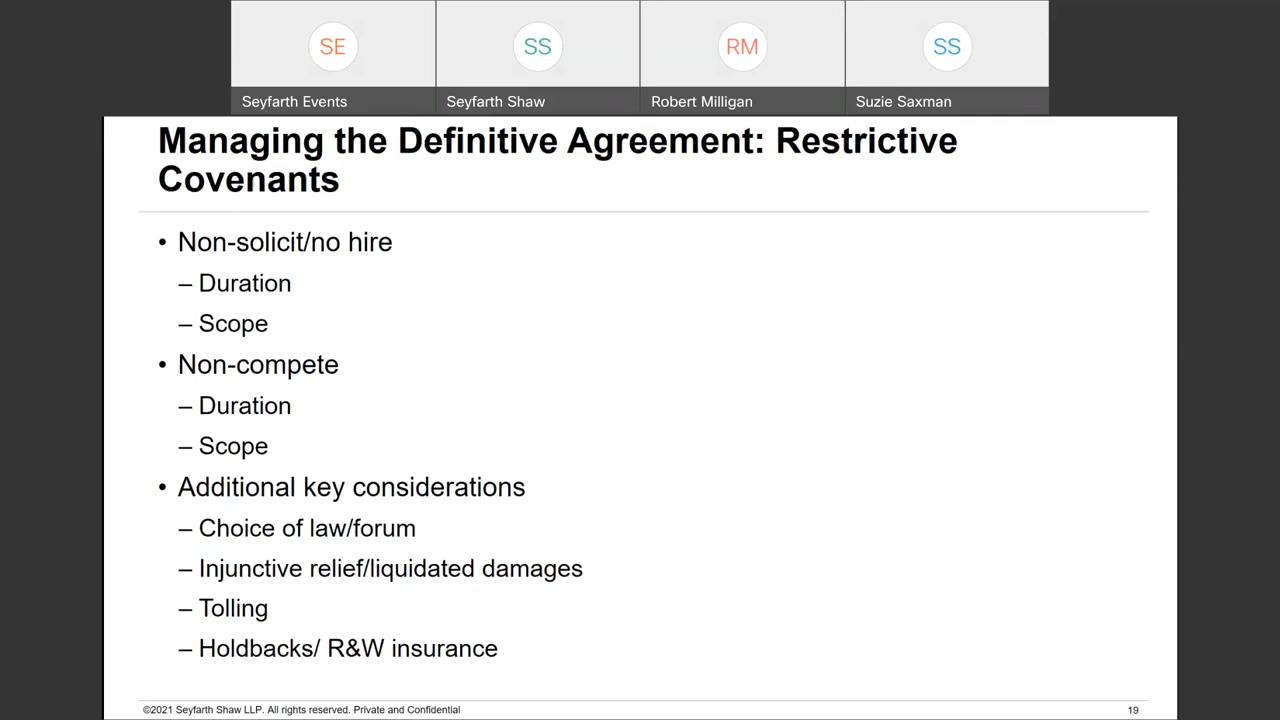 SE
SS
RM
SS
Seyfarth Events
Seyfarth Shaw
Robert Milligan
Suzie Saxman
Managing the Definitive Agreement: Restrictive
Covenants
• Non-solicit/no hire
– Duration
– Scope
• Non-compete
– Duration
– Scope
• Additional key considerations
– Choice of law/forum
– Injunctive relief/liquidated damages
– Tolling
– Holdbacks/ R&W insurance
©2021 Seyfarth Shaw LLP. All rights reserved. Private and Confidential
19